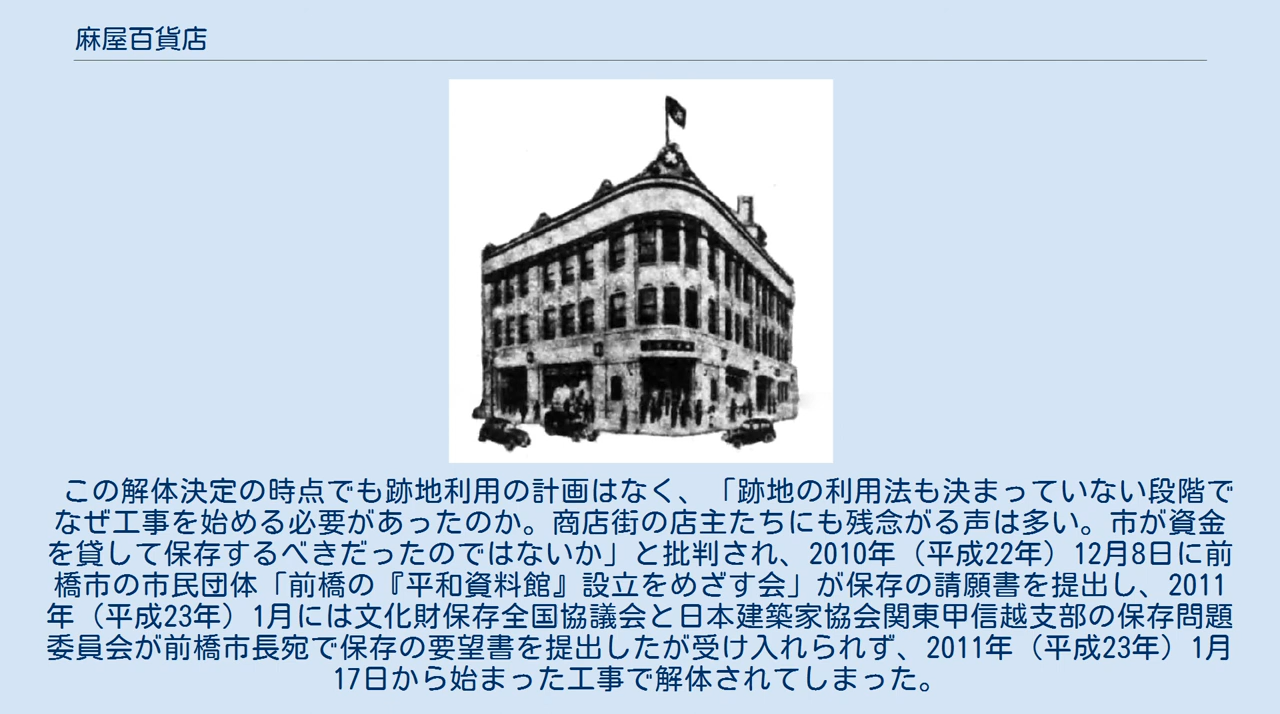 麻屋百貨店
この解体決定の時点でも跡地利用の計画はなく、「跡地の利用法も決まっていない段階で
なぜ工事を始める必要があったのか。商店街の店主たちにも残念がる声は多い。市が資金
を貸して保存するべきだったのではないか」と批判され、2010年（平成22年）12月8日に前
橋市の市民団体「前橋の『平和資料館』設立をめざす会」が保存の請願書を提出し、2011
年（平成23年）1月には文化財保存全国協議会と日本建築家協会関東甲信越支部の保存問題
委員会が前橋市長宛で保存の要望書を提出したが受け入れられず、2011年（平成23年）1月
17日から始まった工事で解体されてしまった。